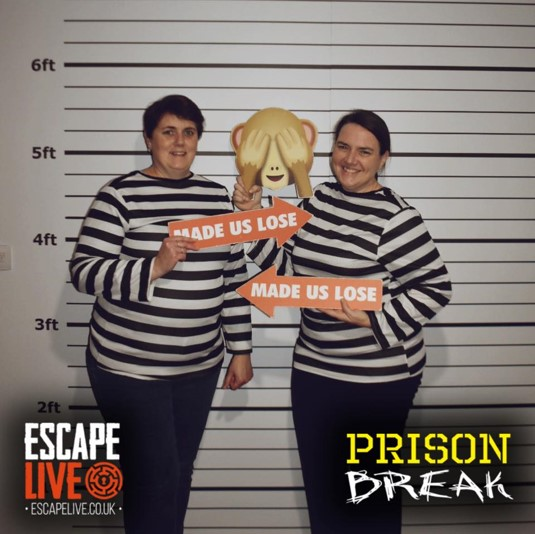 6ft
5ft
MADE US LOSE
4ft
MADE US LOSE
3ft
2ft
ESCAPE
LIVE
• ESCAPELIVE.CO.UK •
PRISON
BREAK